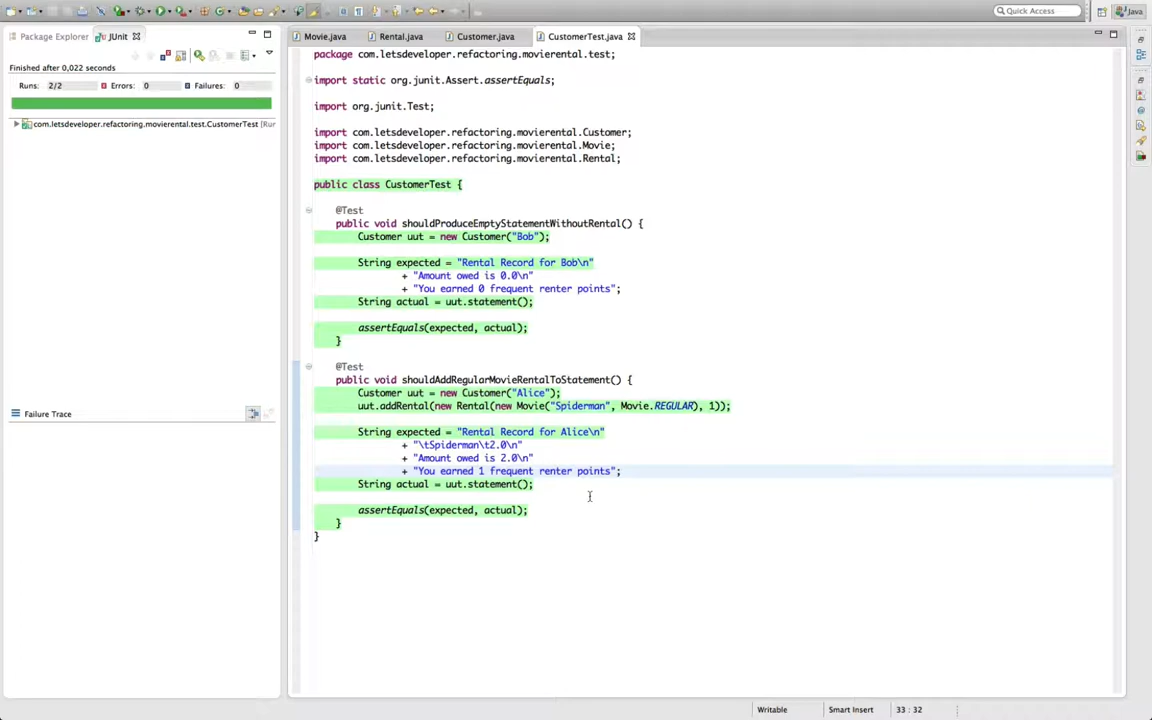 Quick Access
Java
Package Explorer
JUnit
Movie.java
Rental.java
Customer.java
CustomerTest.java
Finished after 0,022 seconds
Runs: 2/2
Errors: 0
Failures: 0
com.letsdeveloper.refactoring.movierental.test.CustomerTest [Rur
Failure Trace
package com.letsdeveloper.refactoring.movierental.test;
import static org.junit.Assert.assertEquals;
import org.junit.Test;
import com.letsdeveloper.refactoring.movierental.Customer;
import com.letsdeveloper.refactoring.movierental.Movie;
import com.letsdeveloper.refactoring.movierental.Rental;
public class CustomerTest {
@Test
public void shouldProduceEmptyStatementWithoutRental() {
Customer uut = new Customer("Bob");
String expected = "Rental Record for Bob\n"
+ "Amount owed is 0.0\n"
+ "You earned 0 frequent renter points";
String actual = uut.statement();
assertEquals(expected, actual);
}
@Test
public void shouldAddRegularMovieRentalToStatement() {
Customer uut = new Customer("Alice");
uut.addRental(new Rental(new Movie("Spiderman", Movie.REGULAR), 1));
String expected = "Rental Record for Alice\n"
+ "\tSpiderman\t2.0\n"
+ "Amount owed is 2.0\n"
+ "You earned 1 frequent renter points";
String actual = uut.statement();
assertEquals(expected, actual);
}
}
Writable
Smart Insert
33 : 32